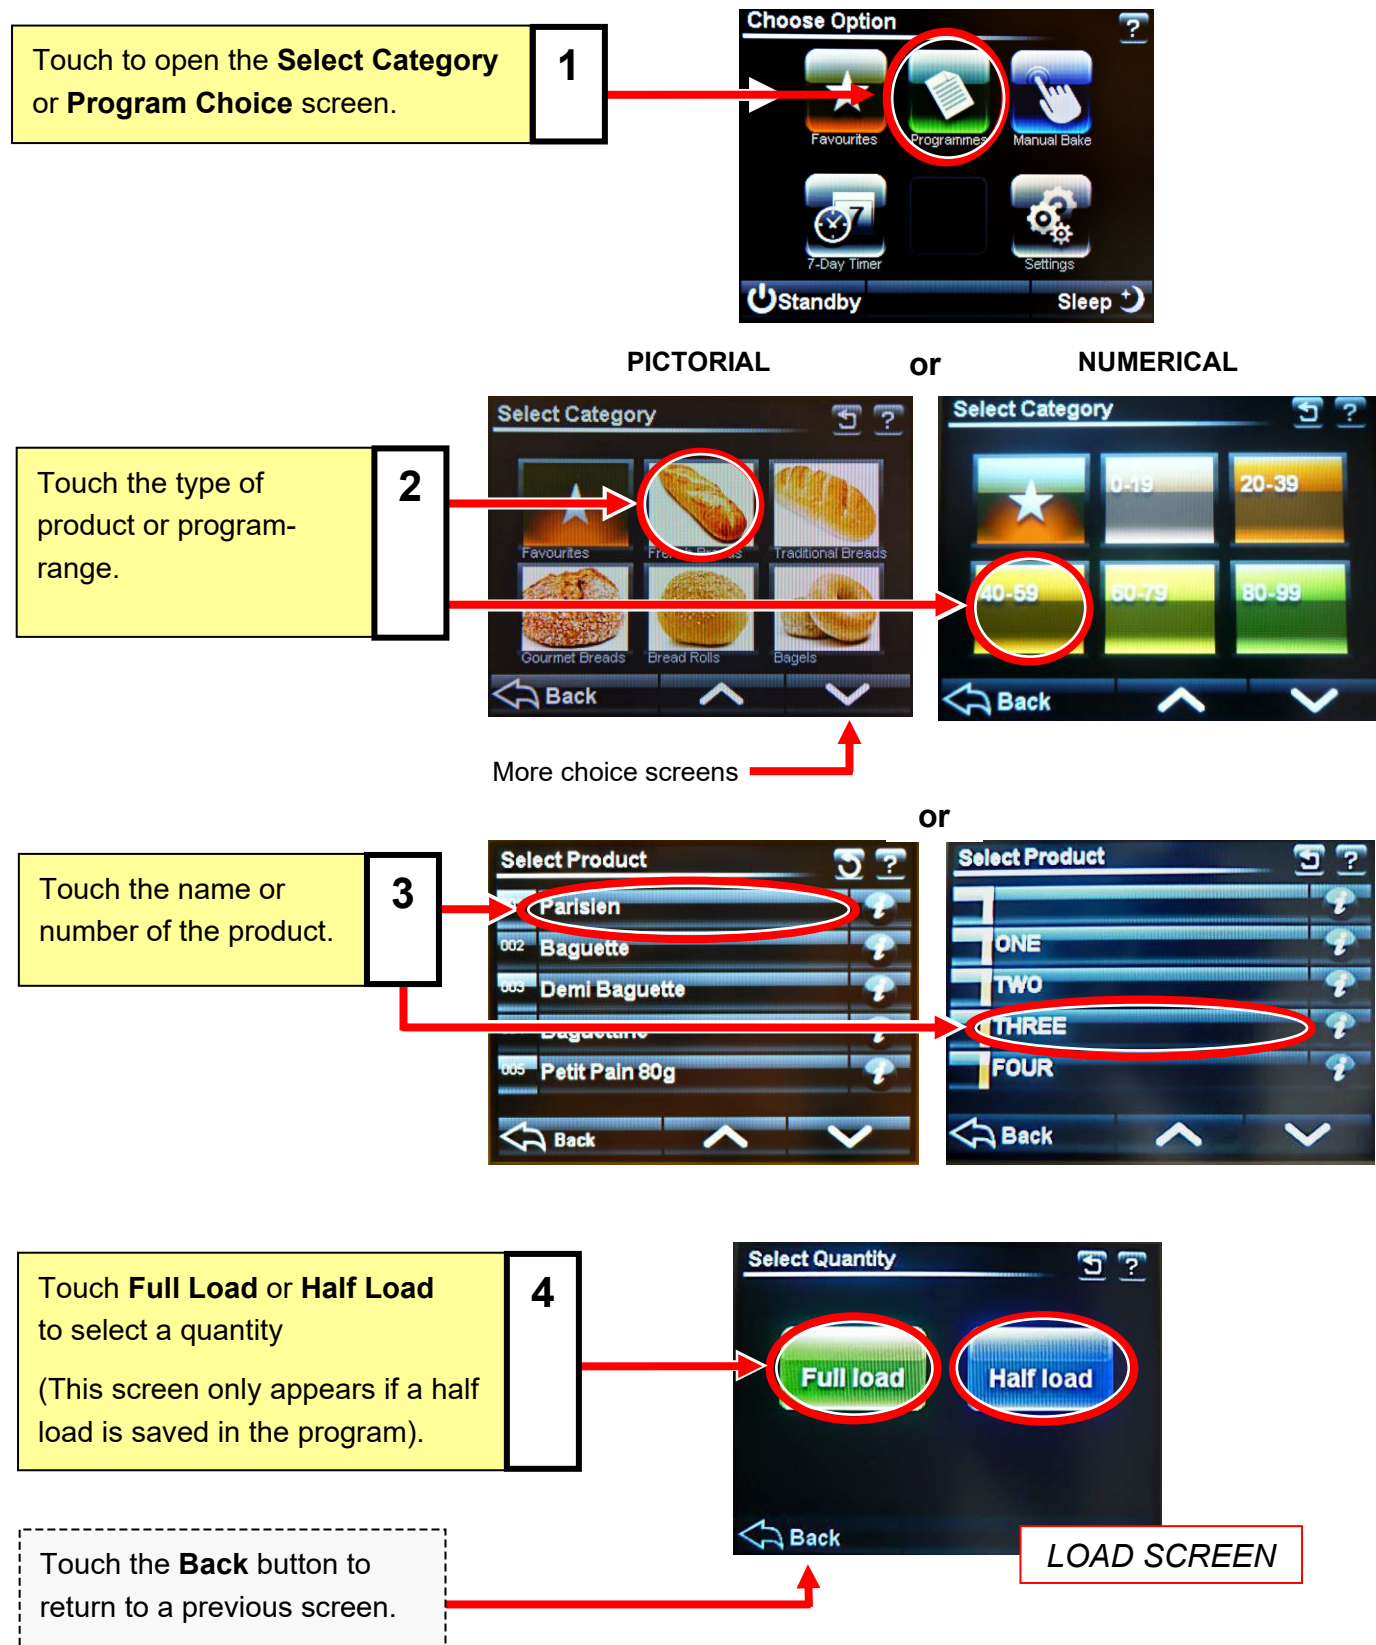 Touch to open the Select Category
or Program Choice screen.
1
Choose Option
?
Favourites
Programmes
Manual Bake
7
7-Day Timer
Settings
Standby
Sleep
PICTORIAL
or
NUMERICAL
Touch the type of
product or program-
range.
2
Select Category
?
Favourites
French Breads
Traditional Breads
Gourmet Breads
Bread Rolls
Bagels
Back
Select Category
?
0-19
20-39
40-59
60-79
80-99
Back
More choice screens
or
Touch the name or
number of the product.
3
Select Product
?
Parisien
i
002 Baguette
i
003 Demi Baguette
i
i
005 Petit Pain 80g
i
Back
Select Product
?
i
ONE
i
TWO
i
THREE
i
FOUR
i
Back
Touch Full Load or Half Load
to select a quantity
(This screen only appears if a half
load is saved in the program).
4
Select Quantity
?
Full load
Half load
Back
LOAD SCREEN
Touch the Back button to
return to a previous screen.